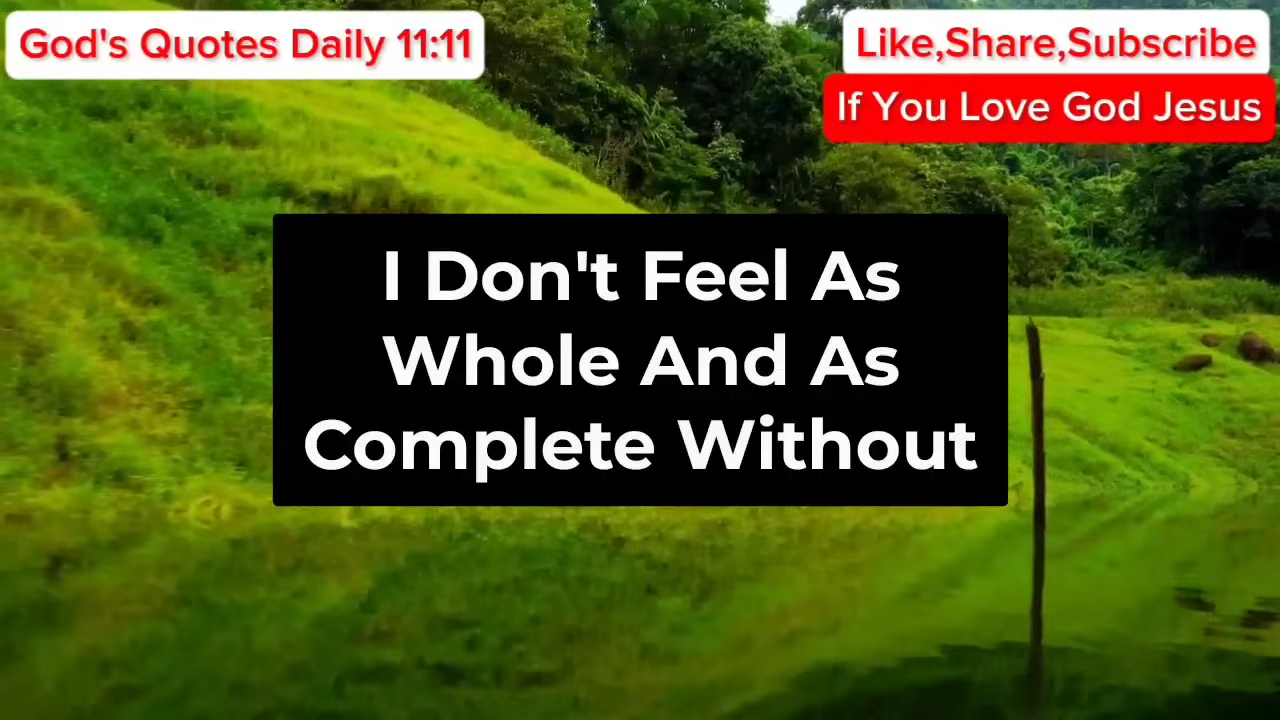 God's Quotes Daily 11:11
Like,Share,Subscribe
If You Love God Jesus
I Don't Feel As
Whole And As
Complete Without